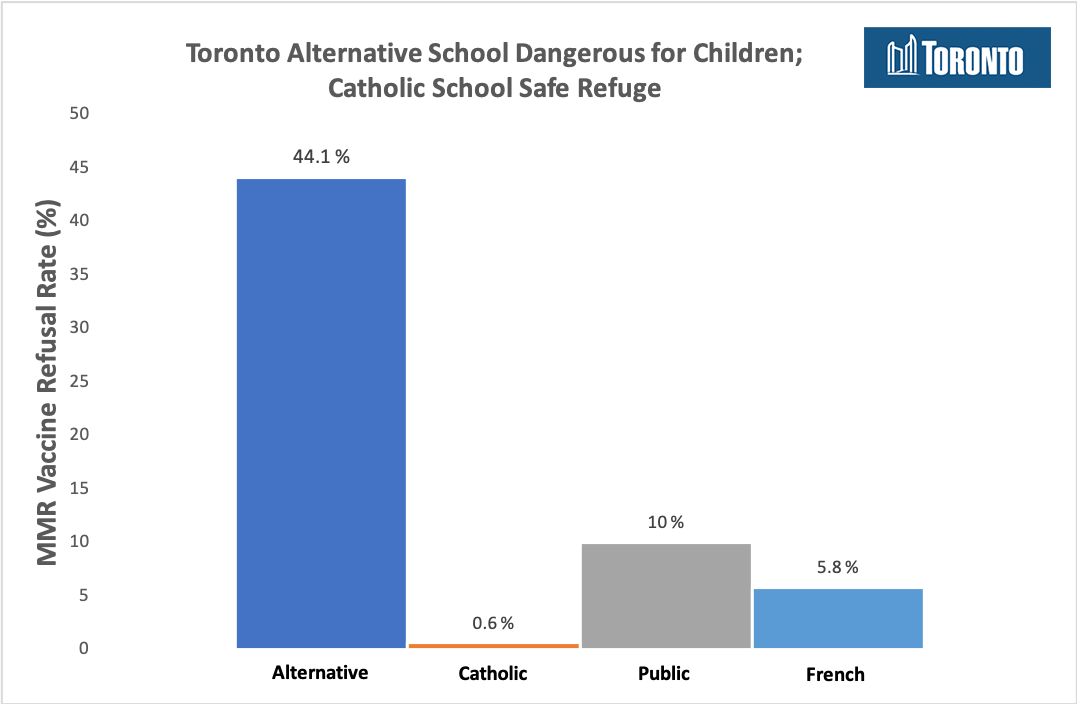 Toronto Alternative School Dangerous for Children;
Catholic School Safe Refuge
TORONTO
MMR Vaccine Refusal Rate (%)
50
45
40
35
30
25
20
15
10
5
0
44.1 %
0.6 %
10 %
5.8 %
Alternative
Catholic
Public
French